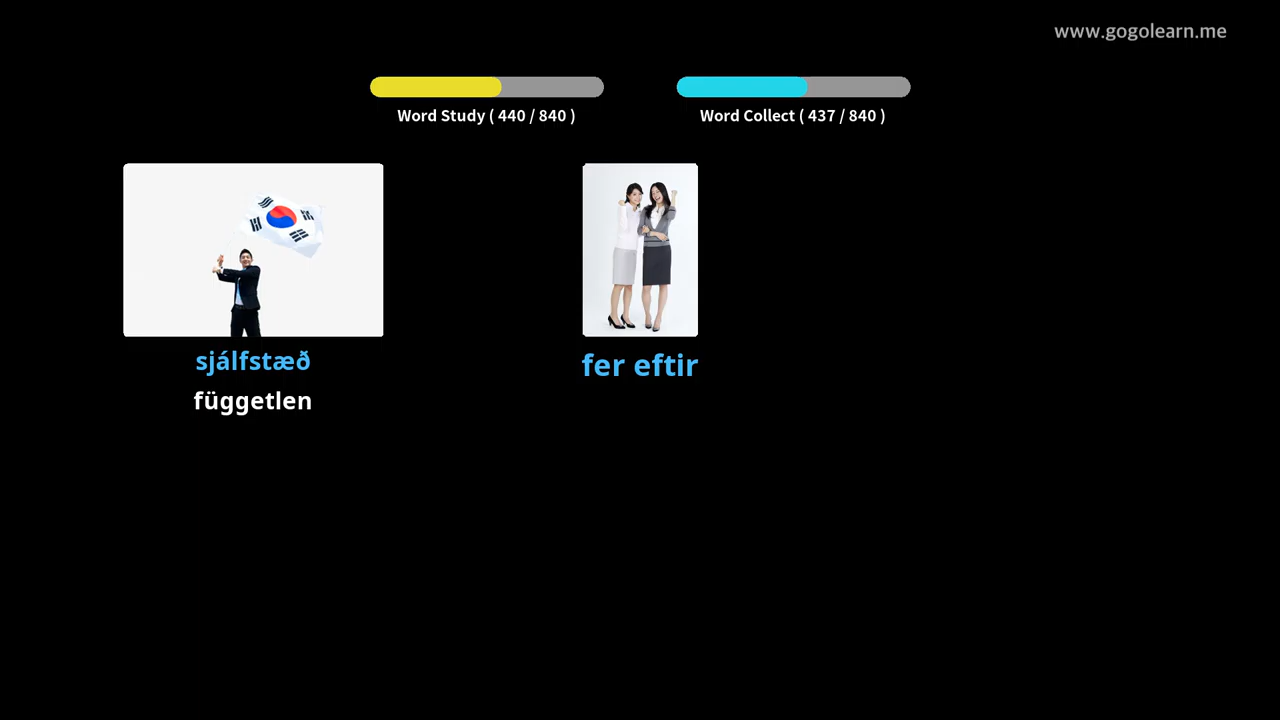 www.gogolearn.me
Word Study ( 440 / 840 )
Word Collect ( 437 / 840 )
sjálfstæð
független
fer eftir